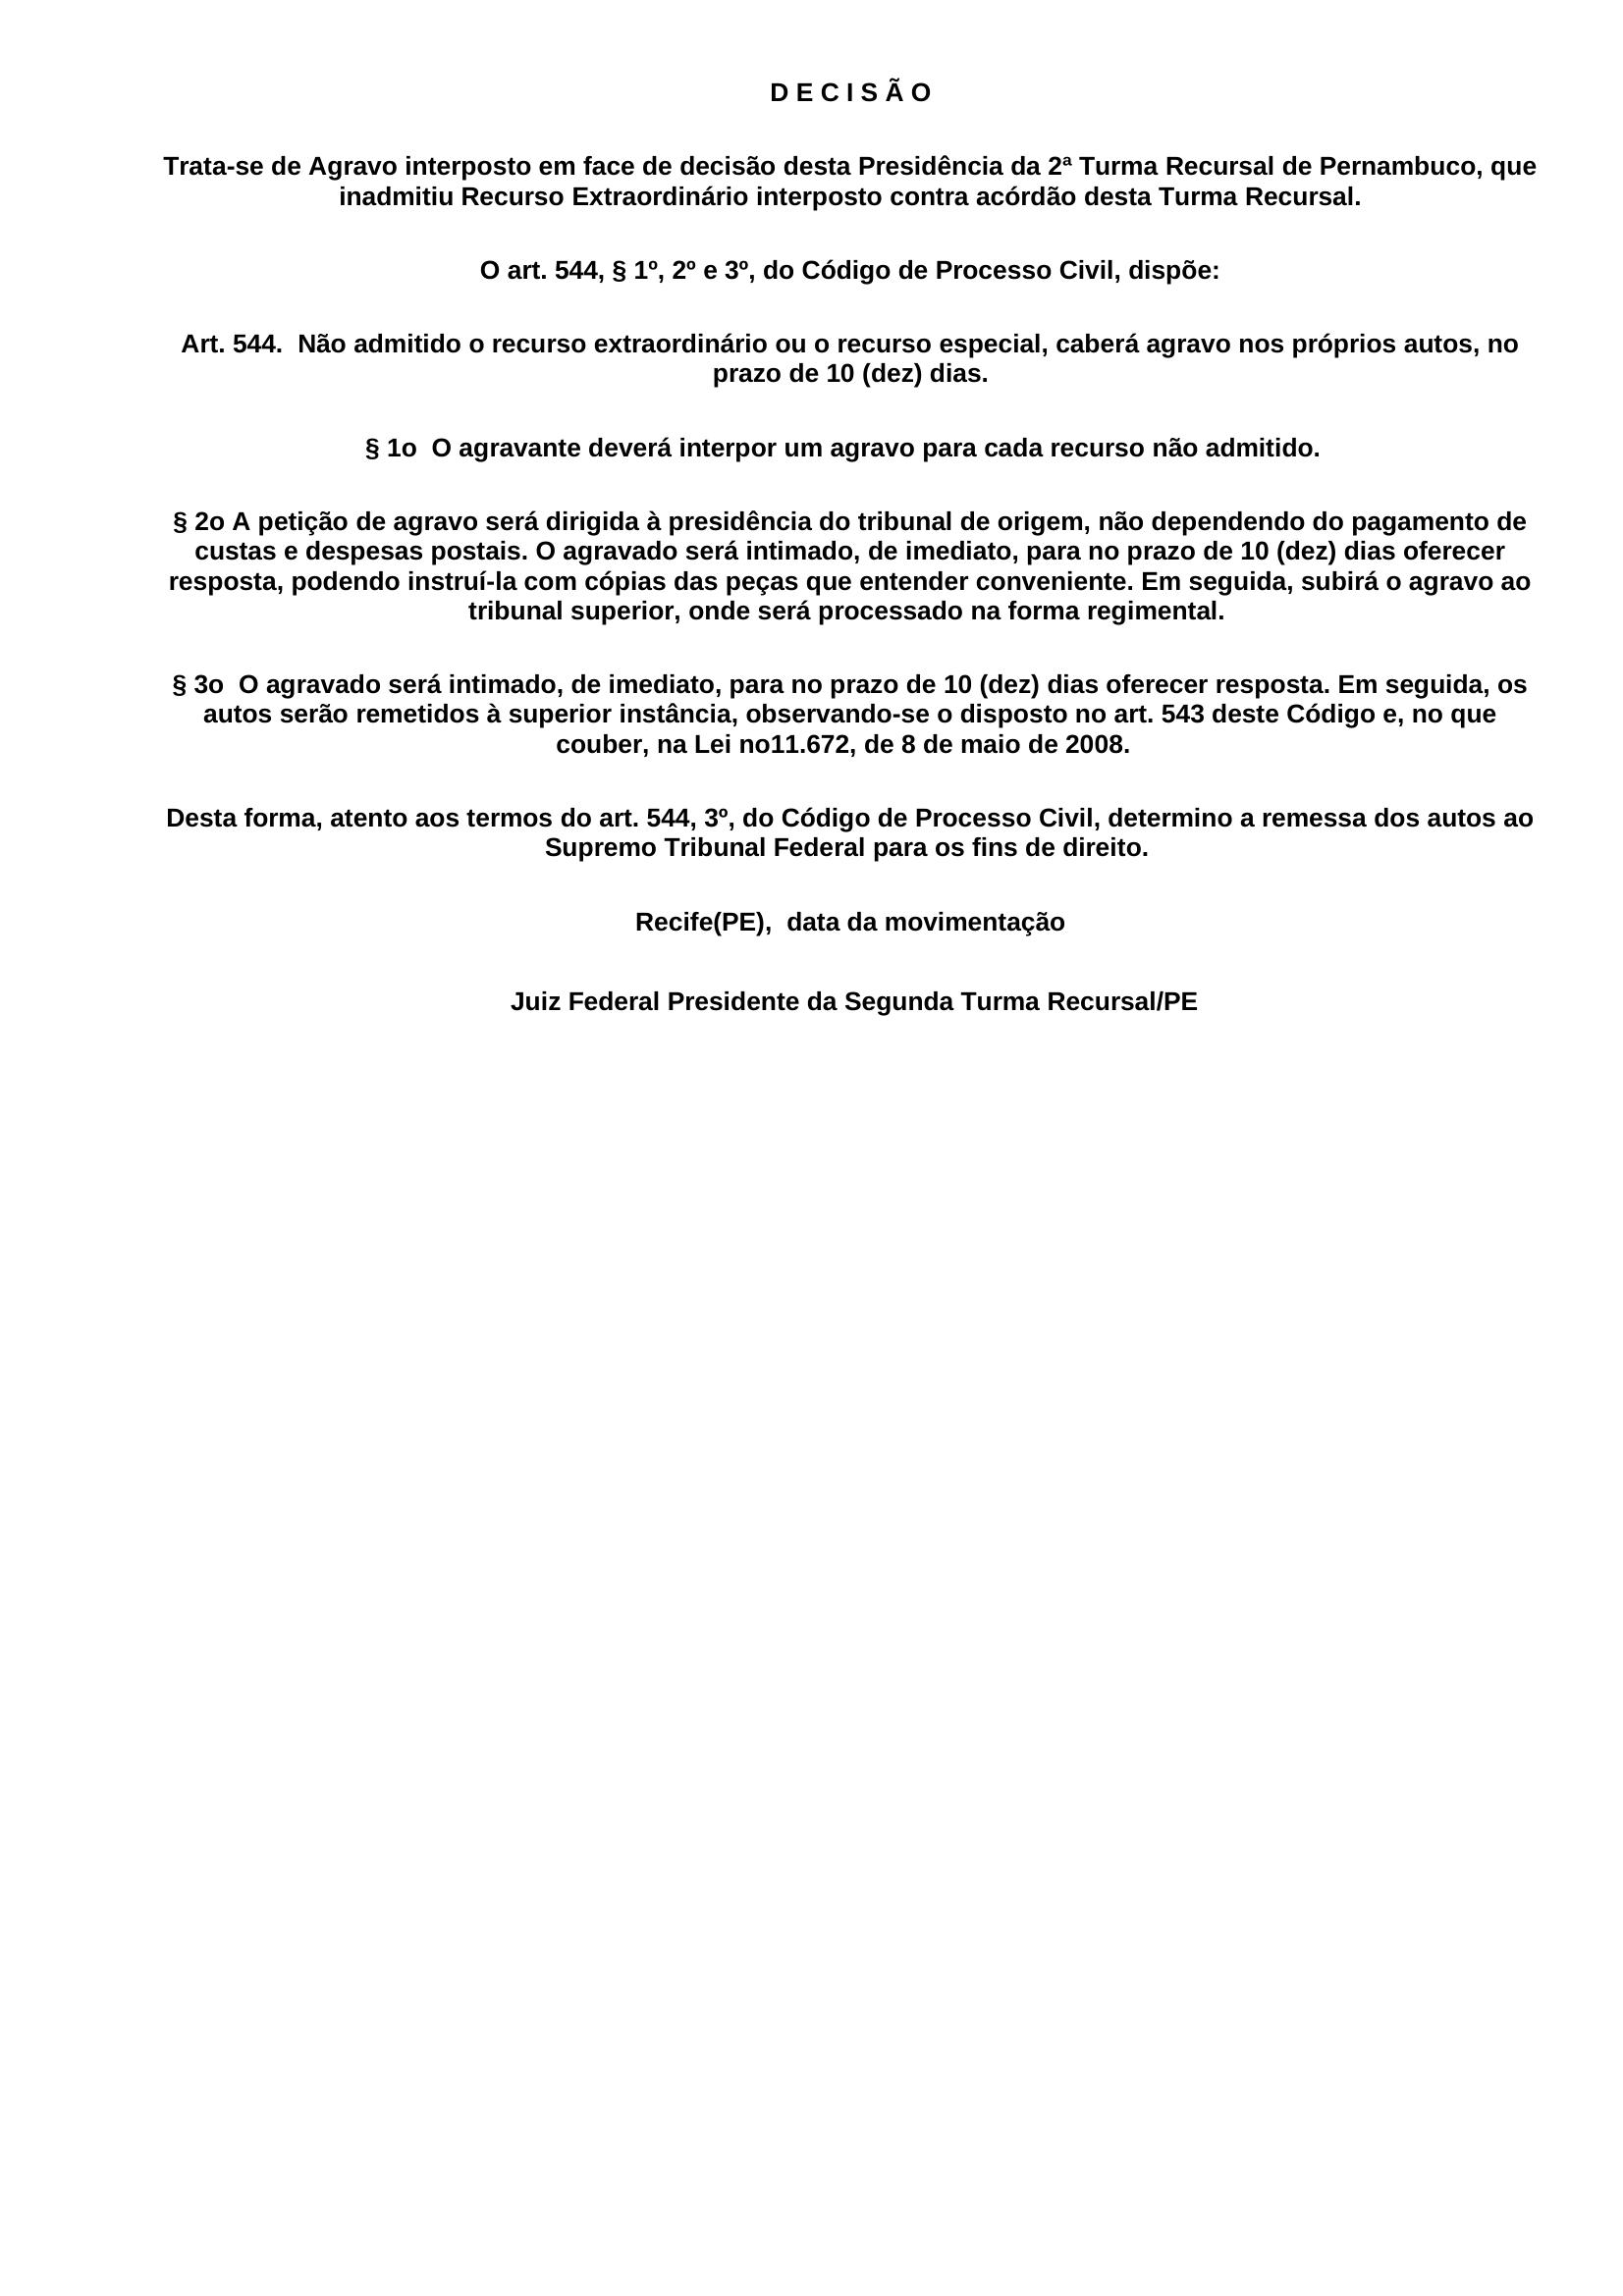 D E C I S Ã O
Trata-se de Agravo interposto em face de decisão desta Presidência da 2ª Turma Recursal de Pernambuco, que
inadmitiu Recurso Extraordinário interposto contra acórdão desta Turma Recursal.
O art. 544, § 1º, 2º e 3º, do Código de Processo Civil, dispõe:
Art. 544.  Não admitido o recurso extraordinário ou o recurso especial, caberá agravo nos próprios autos, no
prazo de 10 (dez) dias.
§ 1o  O agravante deverá interpor um agravo para cada recurso não admitido.
§ 2o A petição de agravo será dirigida à presidência do tribunal de origem, não dependendo do pagamento de
custas e despesas postais. O agravado será intimado, de imediato, para no prazo de 10 (dez) dias oferecer
resposta, podendo instruí-la com cópias das peças que entender conveniente. Em seguida, subirá o agravo ao
tribunal superior, onde será processado na forma regimental.
§ 3o  O agravado será intimado, de imediato, para no prazo de 10 (dez) dias oferecer resposta. Em seguida, os
autos serão remetidos à superior instância, observando-se o disposto no art. 543 deste Código e, no que
couber, na Lei no11.672, de 8 de maio de 2008.
Desta forma, atento aos termos do art. 544, 3º, do Código de Processo Civil, determino a remessa dos autos ao
Supremo Tribunal Federal para os fins de direito.
Recife(PE),  data da movimentação
Juiz Federal Presidente da Segunda Turma Recursal/PE